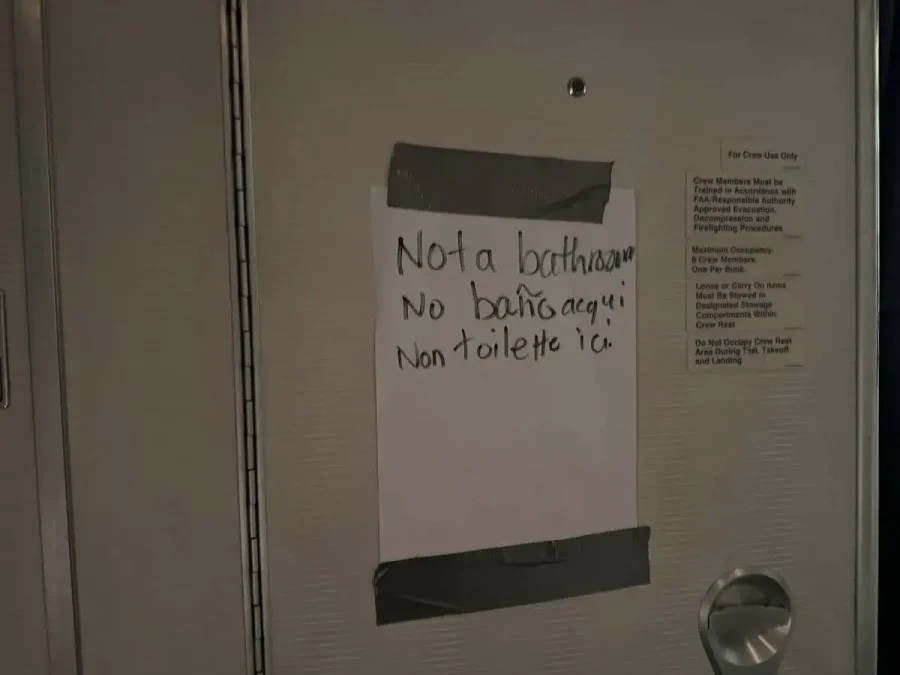 Not a bathroom
No baño acqui
Non toilette ici.
For Crew Use Only
Crew Members Must be
Trained in Accordance with
FAA/Responsible Authority
Approved Evacuation,
Decompression and
Firefighting Procedures
Maximum Occupancy:
8 Crew Members.
One Per Bunk.
Loose or Carry On Items
Must Be Stowed in
Designated Stowage
Compartments Within
Crew Rest
Do Not Occupy Crew Rest
Area During Taxi, Takeoff
and Landing